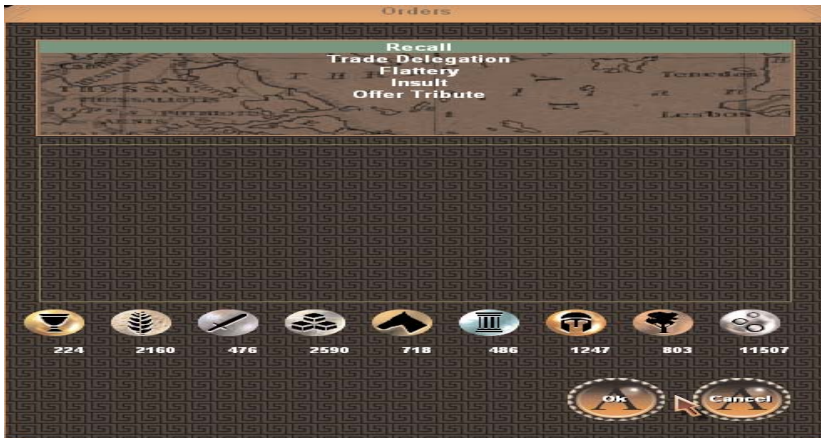 Orders
Recall
Trade Delegation
Flattery
Insult
Offer Tribute
Tenedos
Lesbos
224 2160 476 2590 718 486 1247 803 11507
Ok Cancel